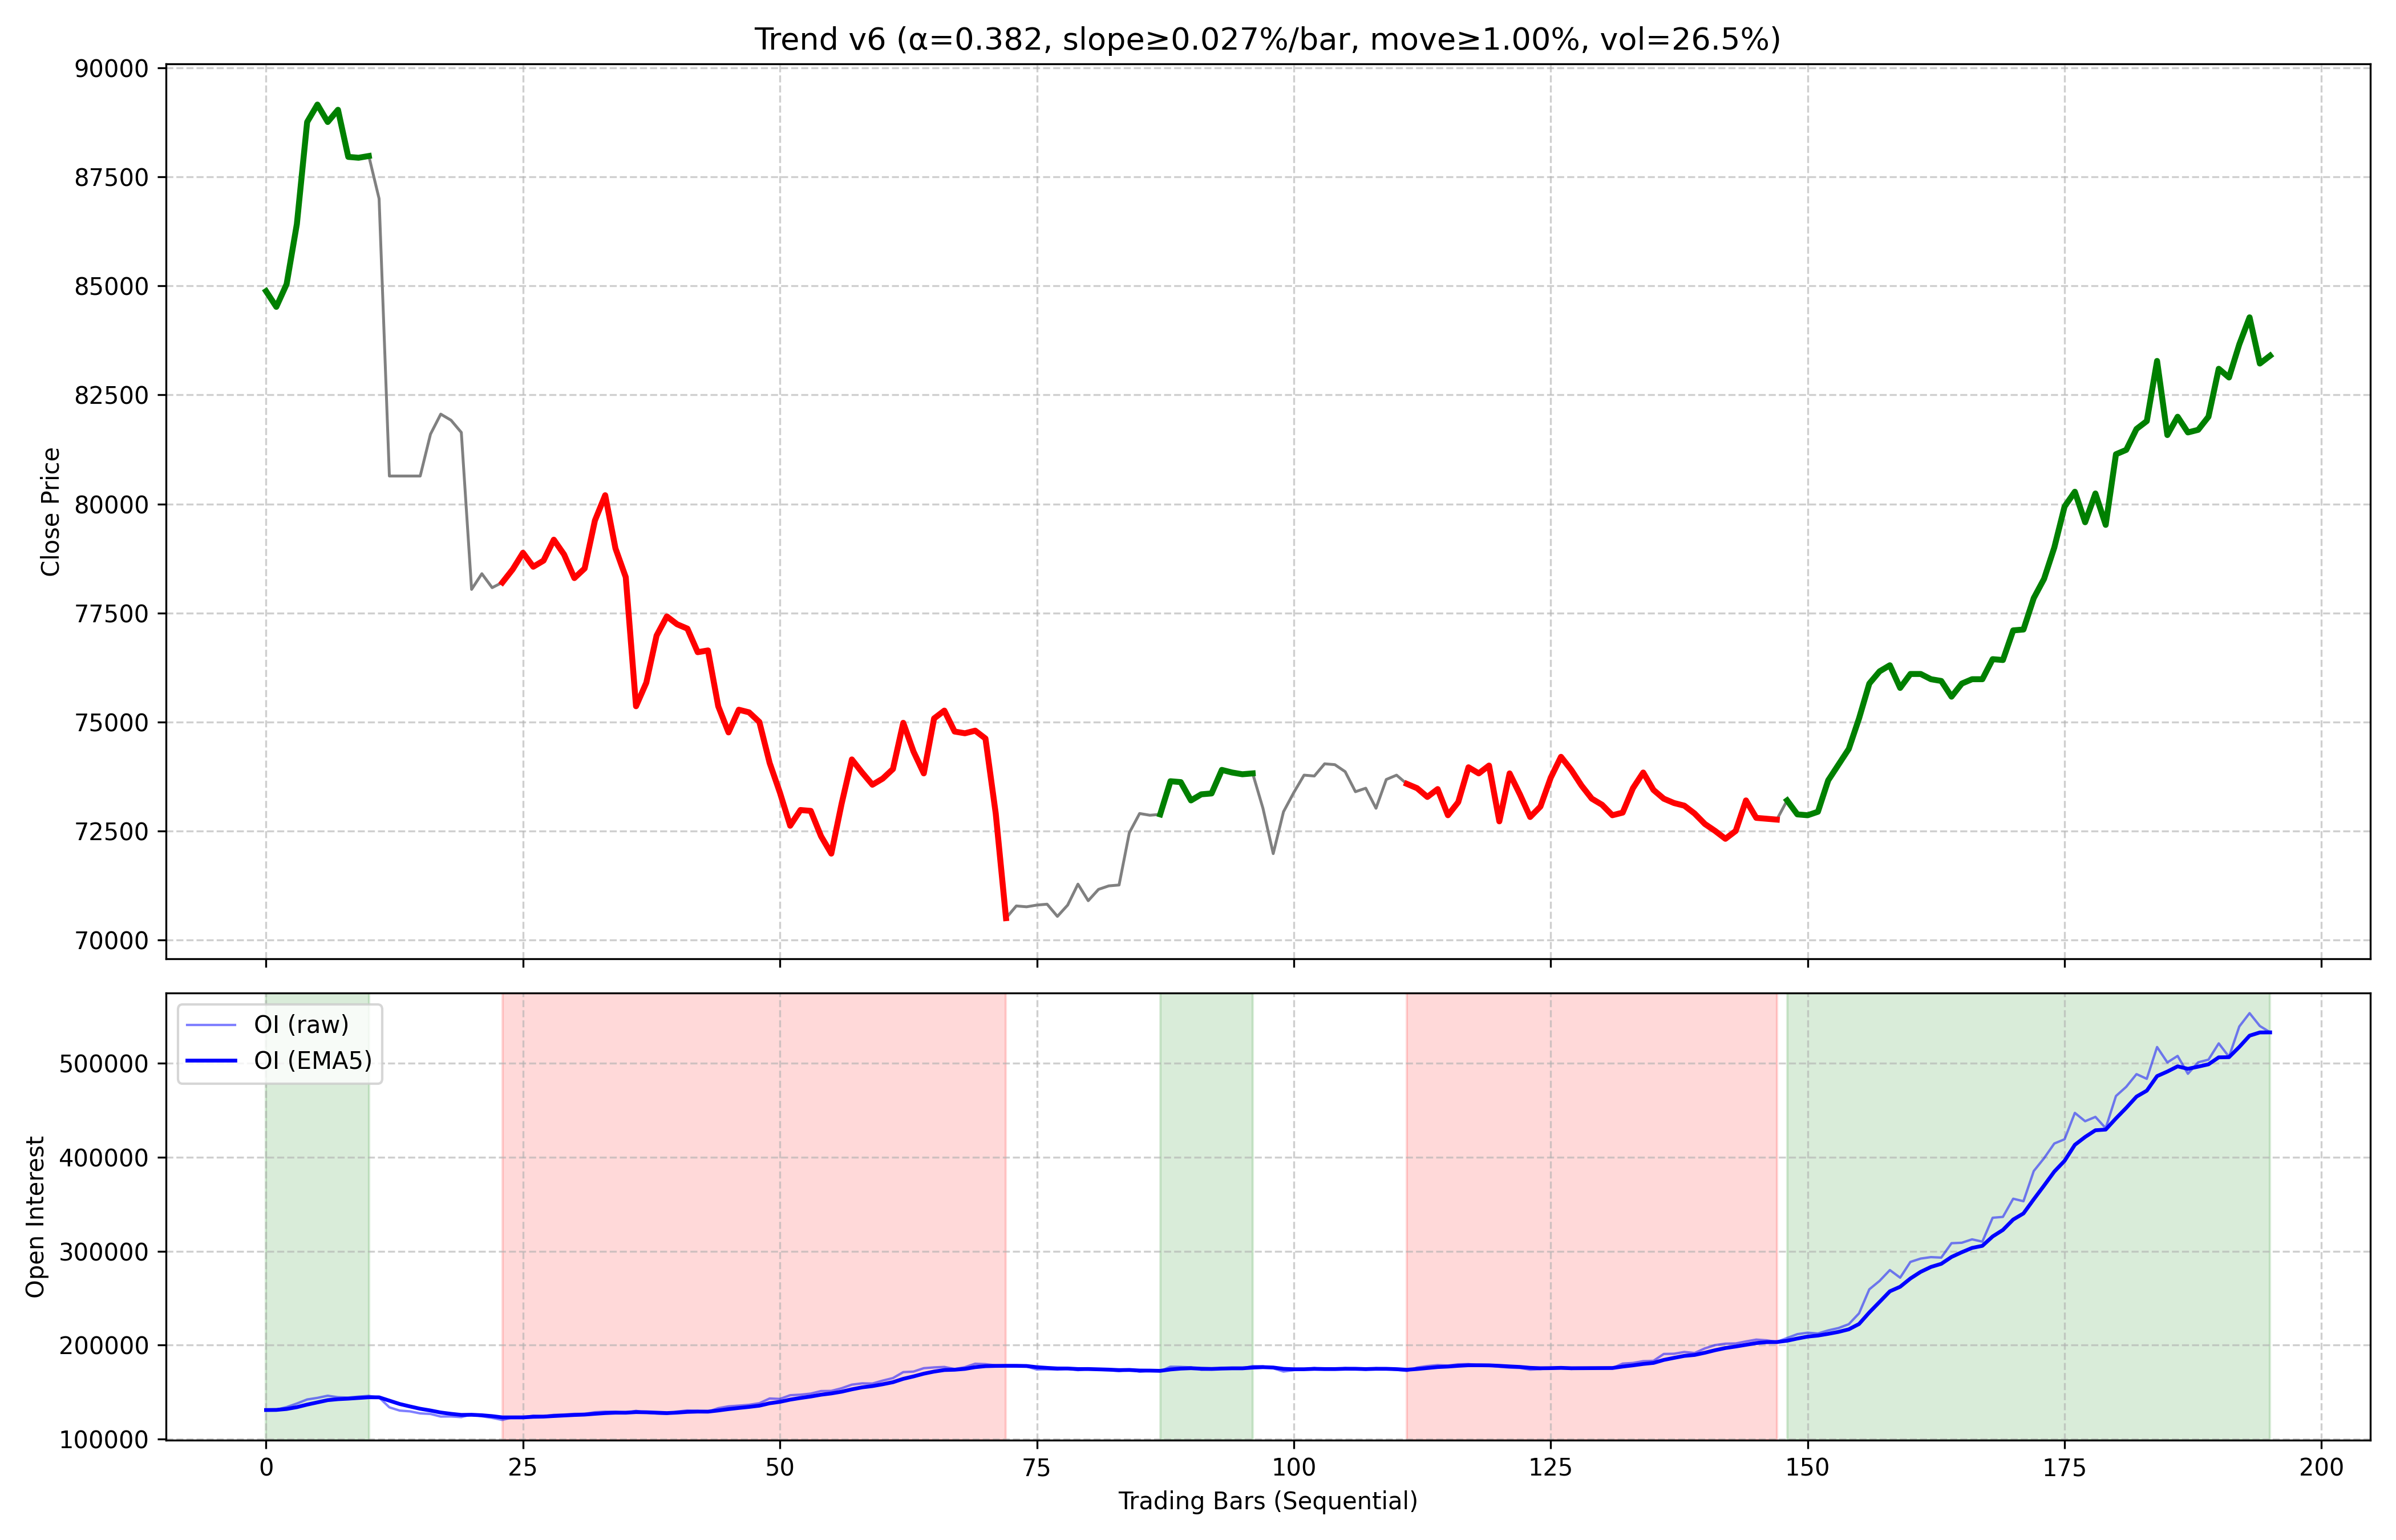 Trend v6 (α=0.382, slope≥0.027%/bar, move≥1.00%, vol=26.5%)
90000
87500
85000
82500
80000
77500
75000
72500
70000
Close Price
OI (raw)
OI (EMA5)
500000
400000
300000
200000
100000
Open Interest
0 25 50 75 100 125 150 175 200
Trading Bars (Sequential)